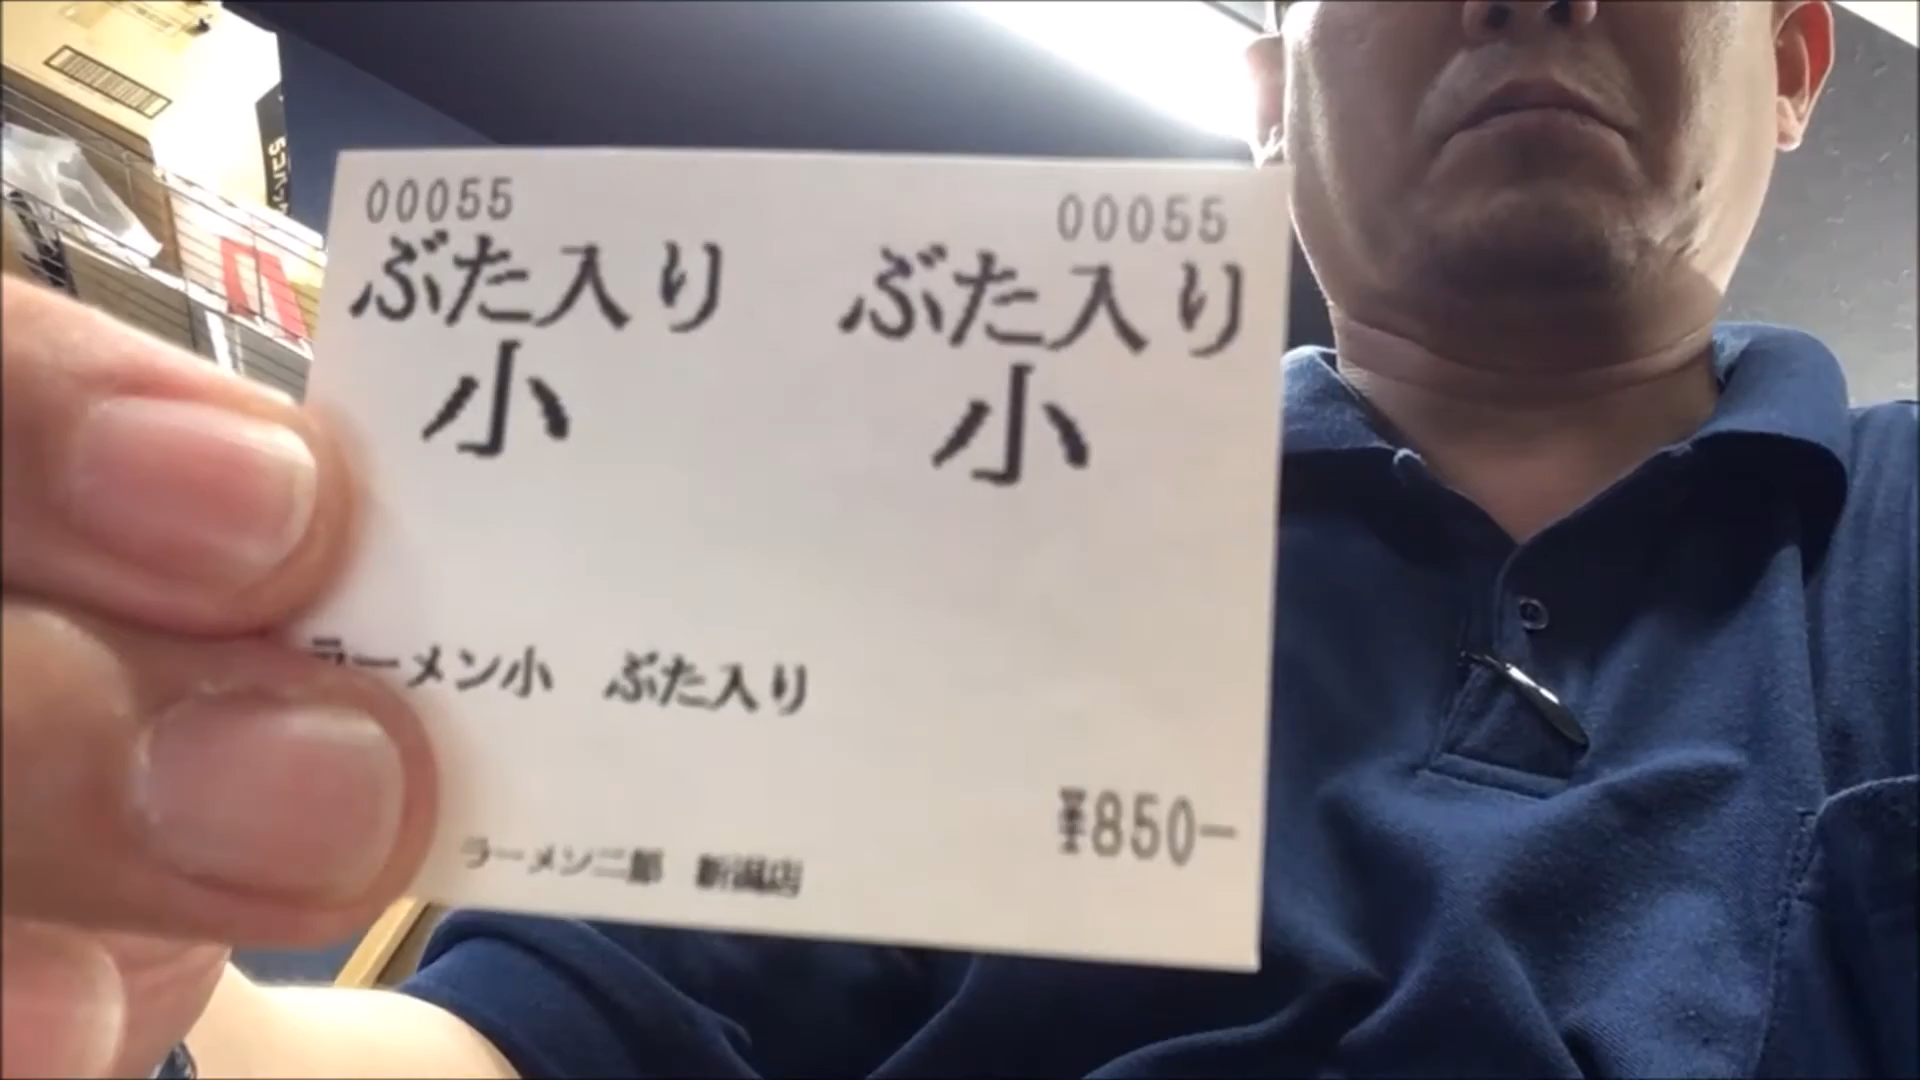 00055 00055
ぶた入り ぶた入り
小 小
ラーメン小 ぶた入り
¥850-
ラーメン二郎 新潟店